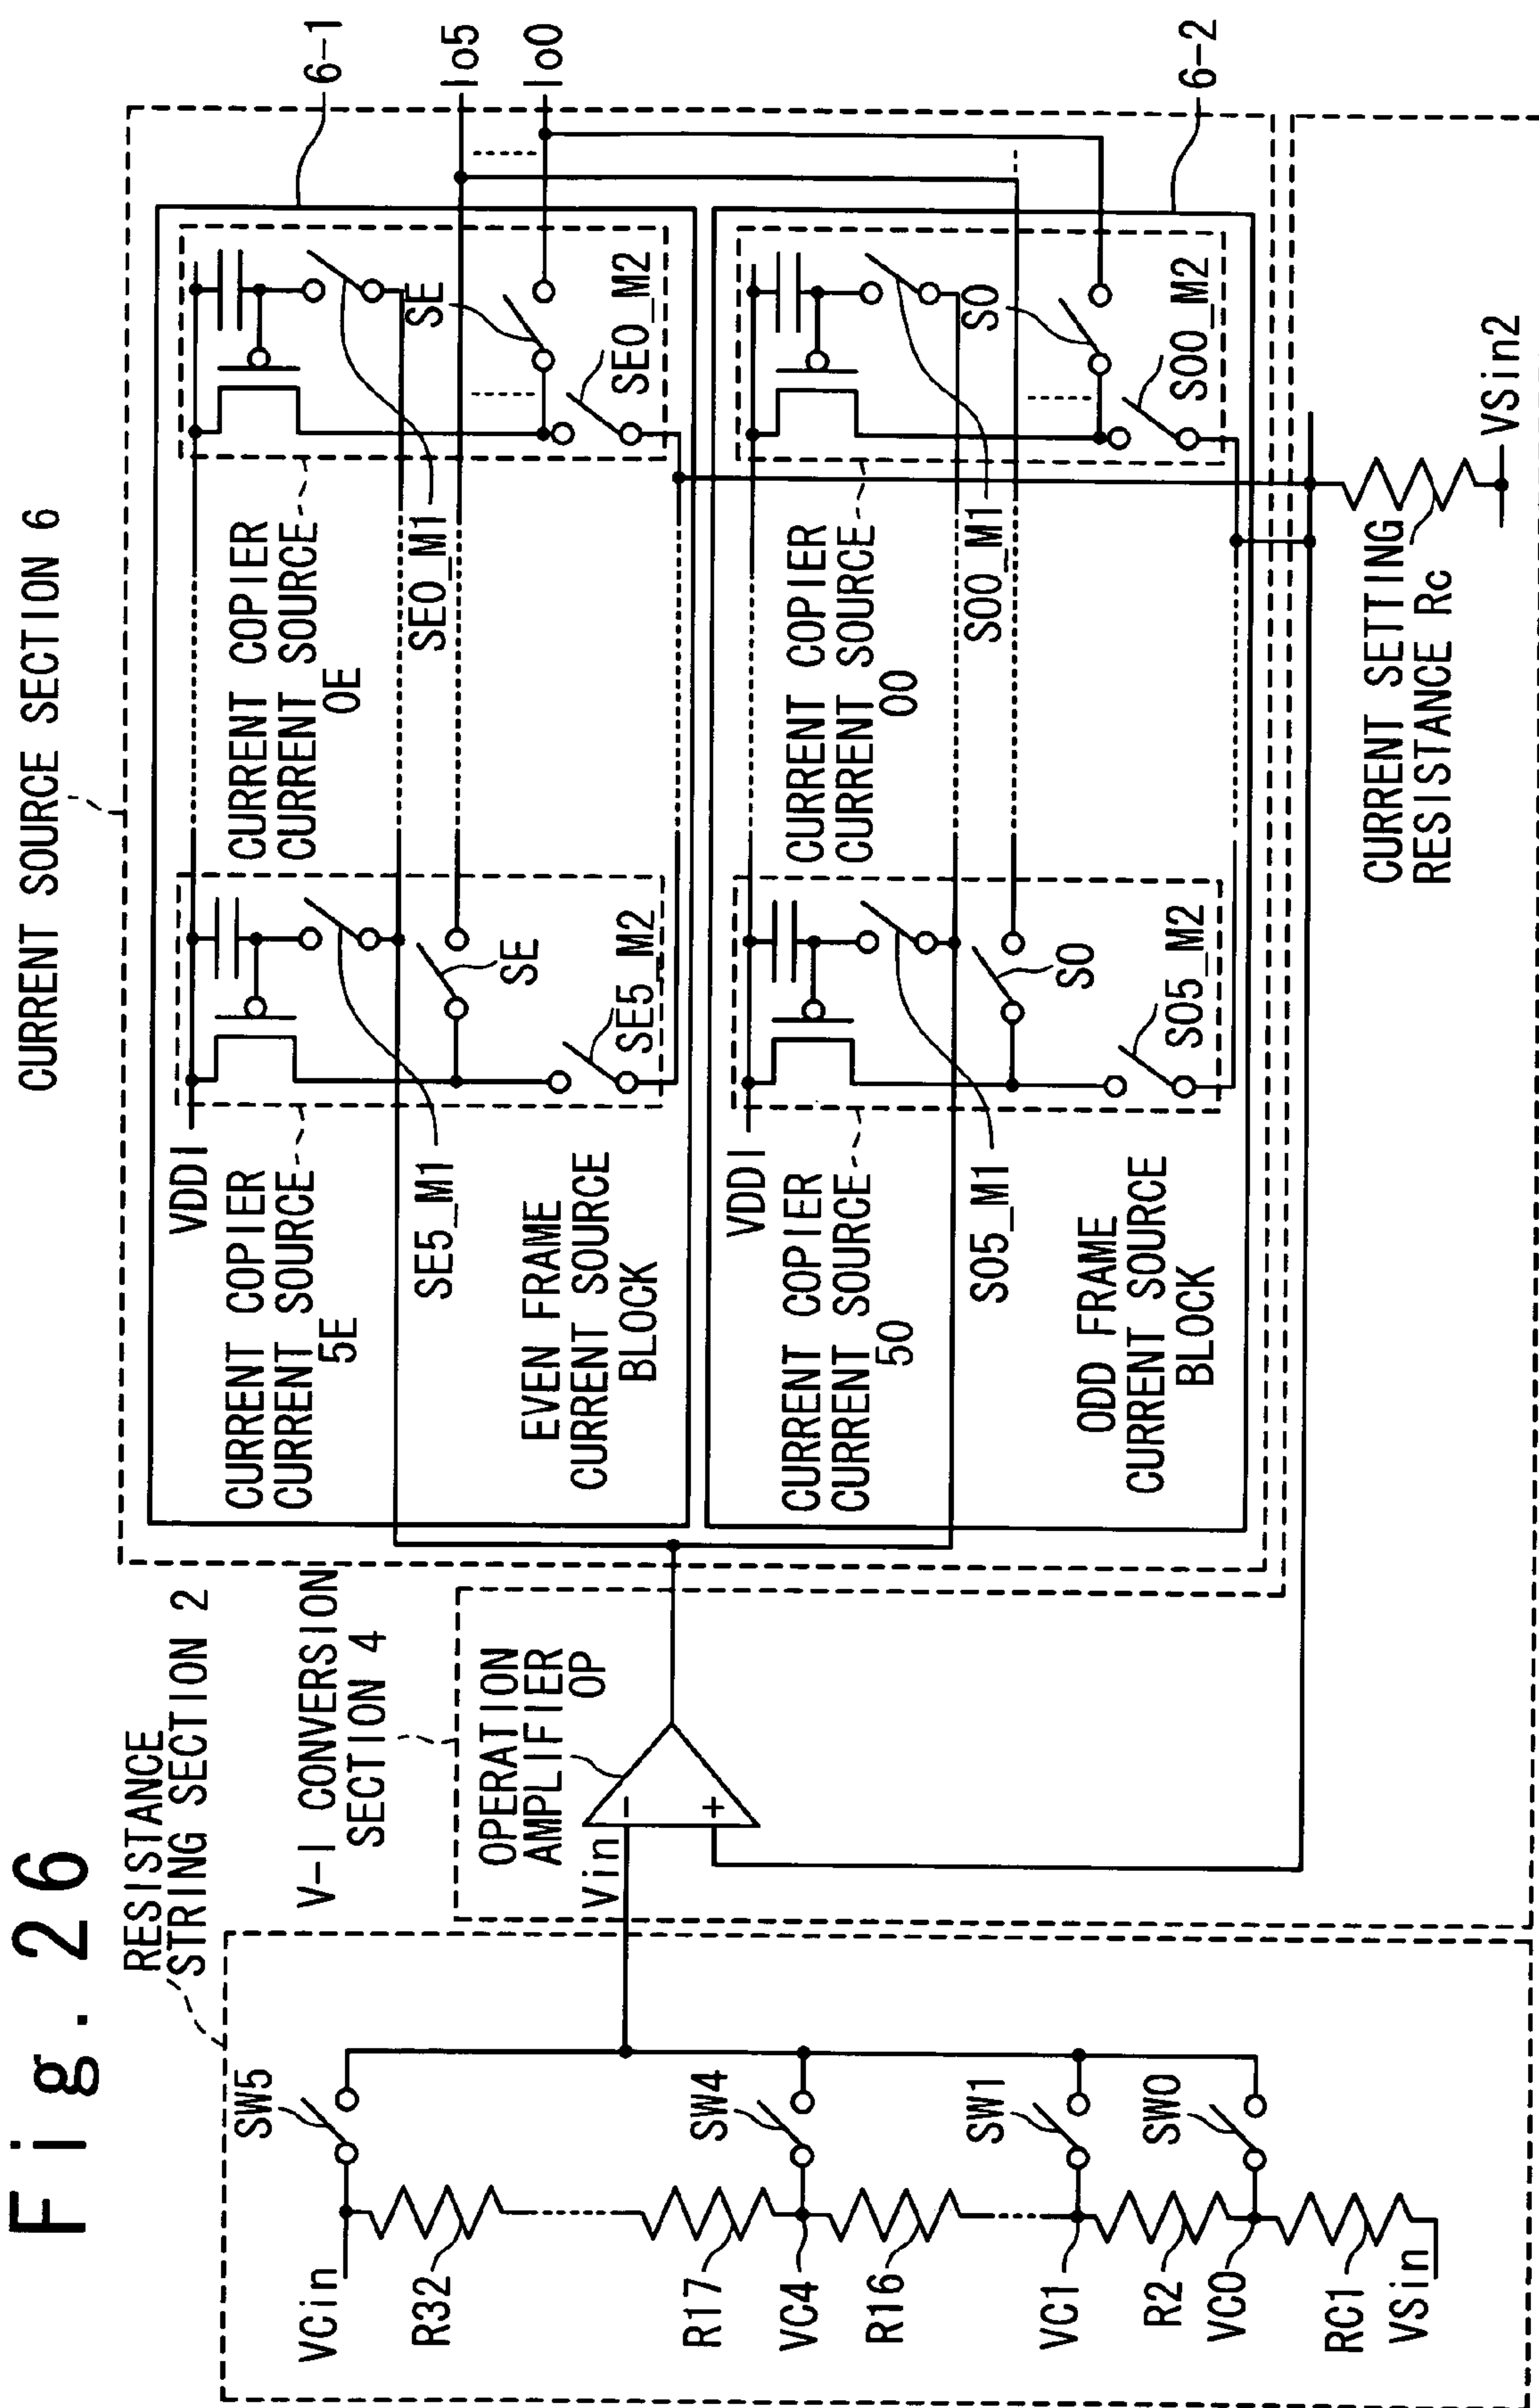 Fig. 26
RESISTANCE
STRING SECTION 2
VCin
SW5
R32
R17
VC4
SW4
R16
VC1
SW1
R2
VC0
SW0
RC1
VSin
V-I CONVERSION
SECTION 4
OPERATION
AMPLIFIER
OP
Vin
−
+
CURRENT SOURCE SECTION 6
6-1
VDDI
CURRENT COPIER
CURRENT SOURCE
5E
SE5_M1
SE
SE5_M2
EVEN FRAME
CURRENT SOURCE
BLOCK
CURRENT COPIER
CURRENT SOURCE
0E
SE0_M1
SE
SE0_M2
Io5
Io0
6-2
VDDI
CURRENT COPIER
CURRENT SOURCE
5O
SO5_M1
SO
SO5_M2
ODD FRAME
CURRENT SOURCE
BLOCK
CURRENT COPIER
CURRENT SOURCE
0O
SO0_M1
SO
SO0_M2
CURRENT SETTING
RESISTANCE Rc
VSin2